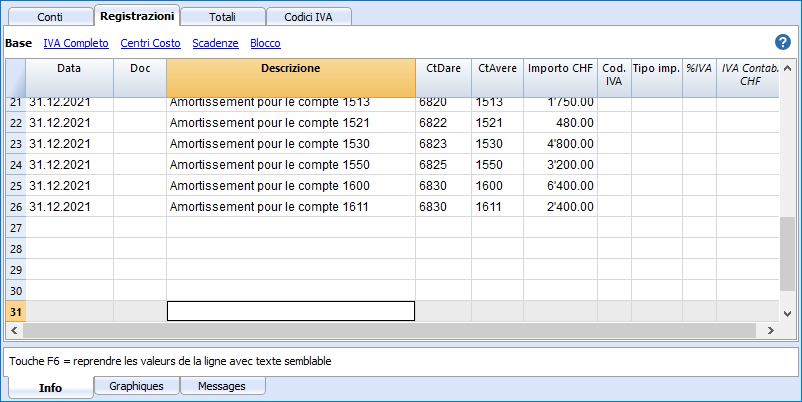 Conti Registrazioni Totali Codici IVA
Base IVA Completo Centri Costo Scadenze Blocco ?
Data Doc Descrizione CtDare CtAvere Importo CHF Cod. IVA Tipo imp. %IVA IVA Contab. CHF
21 31.12.2021 Amortissement pour le compte 1513 6820 1513 1'750.00
22 31.12.2021 Amortissement pour le compte 1521 6822 1521 480.00
23 31.12.2021 Amortissement pour le compte 1530 6823 1530 4'800.00
24 31.12.2021 Amortissement pour le compte 1550 6825 1550 3'200.00
25 31.12.2021 Amortissement pour le compte 1600 6830 1600 6'400.00
26 31.12.2021 Amortissement pour le compte 1611 6830 1611 2'400.00
27
28
29
30
31
Touche F6 = reprendre les valeurs de la ligne avec texte semblable
Info Graphiques Messages